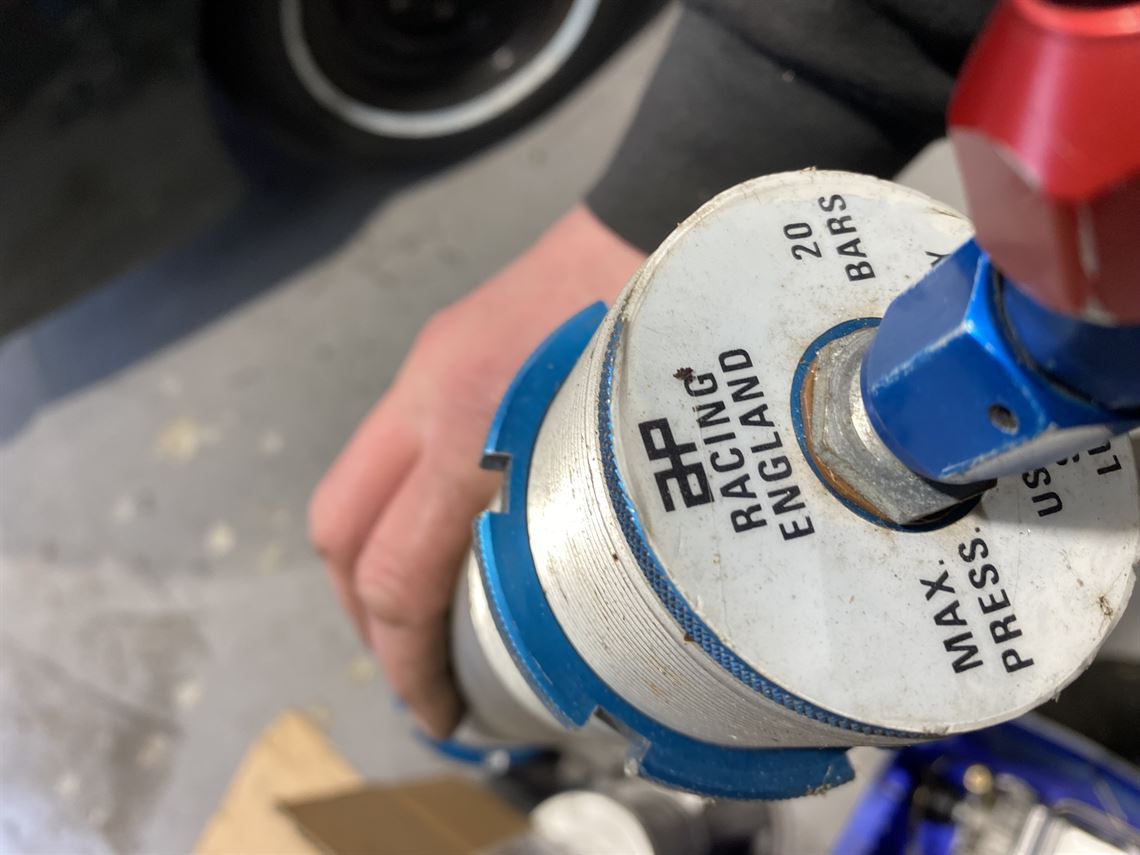 ap
RACING
ENGLAND
20
BARS
MAX.
PRESS.